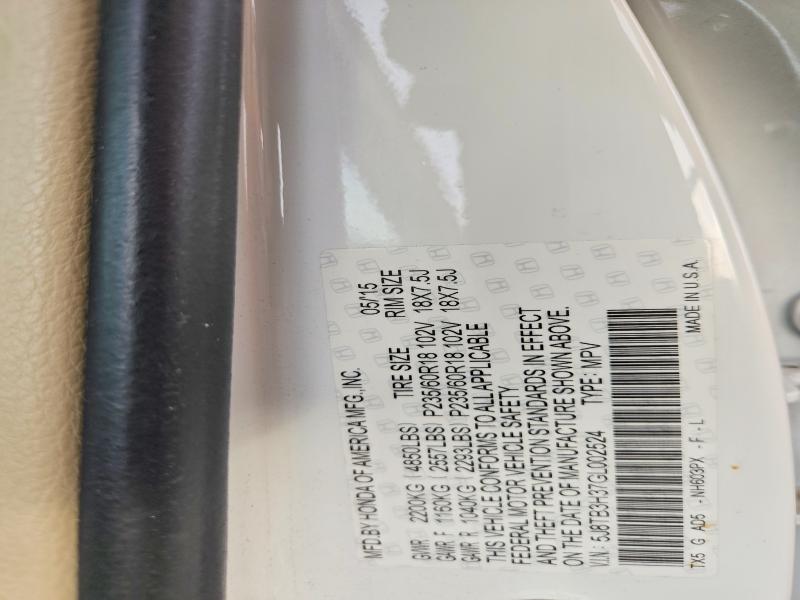 MFD. BY HONDA OF AMERICA MFG., INC. 05/15
GVWR 2200KG (4850LBS) TIRE SIZE RIM SIZE
GAWR F 1160KG (2557LBS) P235/60R18 102V 18X7.5J
GAWR R 1040KG (2293LBS) P235/60R18 102V 18X7.5J
THIS VEHICLE CONFORMS TO ALL APPLICABLE
FEDERAL MOTOR VEHICLE SAFETY
AND THEFT PREVENTION STANDARDS IN EFFECT
ON THE DATE OF MANUFACTURE SHOWN ABOVE.
V.I.N.: 5J8TB3H37GL002524 TYPE: MPV
TX5 G AD5 -NH603PX -F-L MADE IN U.S.A.